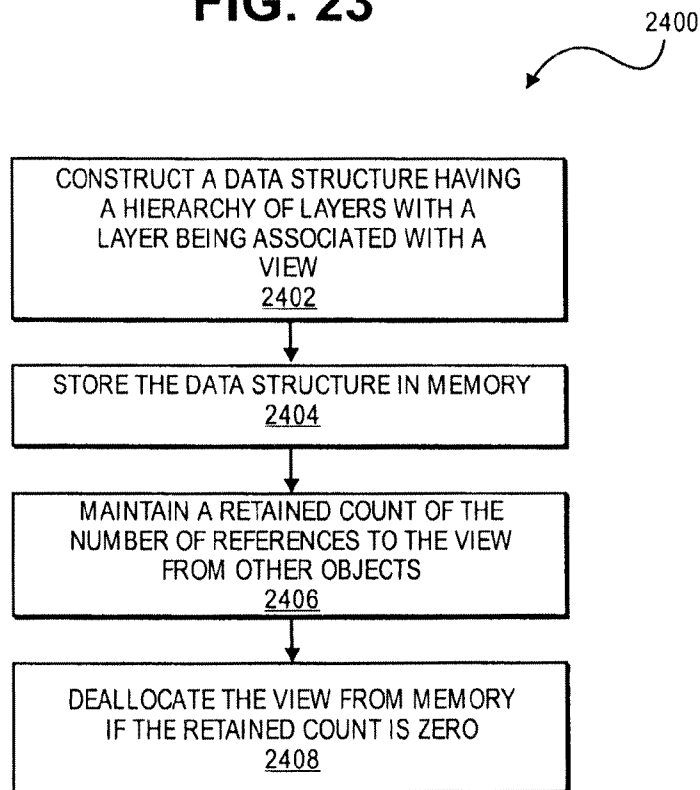 FIG. 23
2400
CONSTRUCT A DATA STRUCTURE HAVING
A HIERARCHY OF LAYERS WITH A
LAYER BEING ASSOCIATED WITH A
VIEW
2402
STORE THE DATA STRUCTURE IN MEMORY
2404
MAINTAIN A RETAINED COUNT OF THE
NUMBER OF REFERENCES TO THE VIEW
FROM OTHER OBJECTS
2406
DEALLOCATE THE VIEW FROM MEMORY
IF THE RETAINED COUNT IS ZERO
2408